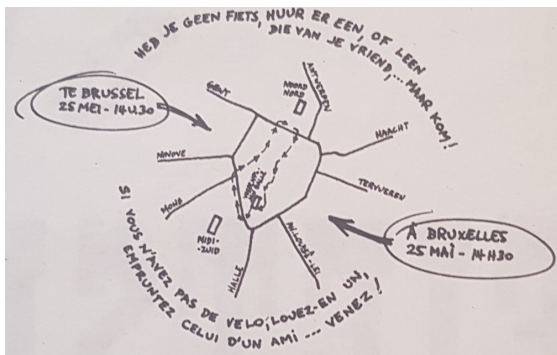 HEB JE GEEN FIETS, HUUR ER EEN, OF LEEN
DIE VAN JE VRIEND,... MAAR KOM!
TE BRUSSEL
25 MEI - 14U30
GENT
NOORD
NORD
ANTWERPEN
HAACHT
NINOVE
TERVUEREN
MONS
MIDI-
-ZUID
HALLE
À BRUXELLES
25 MAÎ - 14H30
SI VOUS N'AVEZ PAS DE VELO, LOUEZ-EN UN,
EMPRUNTEZ CELUI D'UN AMI ... VENEZ!